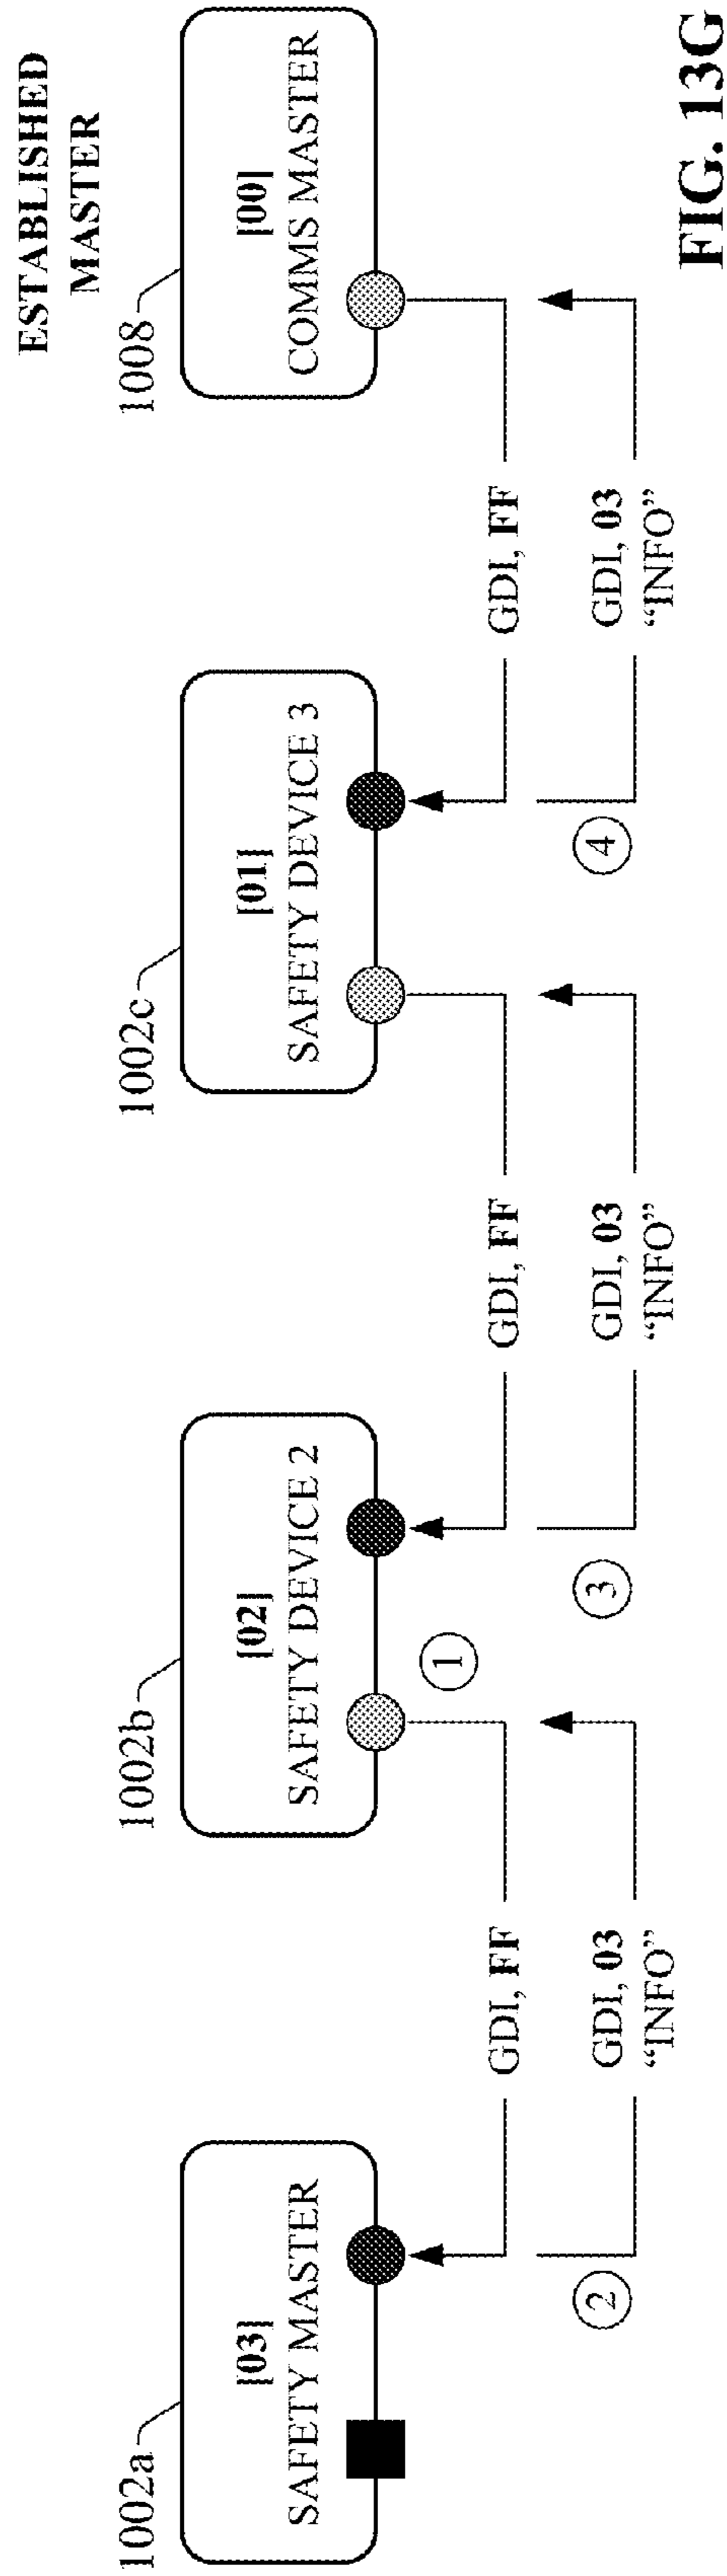 ESTABLISHED
MASTER
1002a
[03]
SAFETY MASTER
1002b
[02]
SAFETY DEVICE 2
1002c
[01]
SAFETY DEVICE 3
1008
[00]
COMMS MASTER
1
GDI, FF
GDI, FF
GDI, FF
2
GDI, 03
“INFO”
3
GDI, 03
“INFO”
4
GDI, 03
“INFO”
FIG. 13G